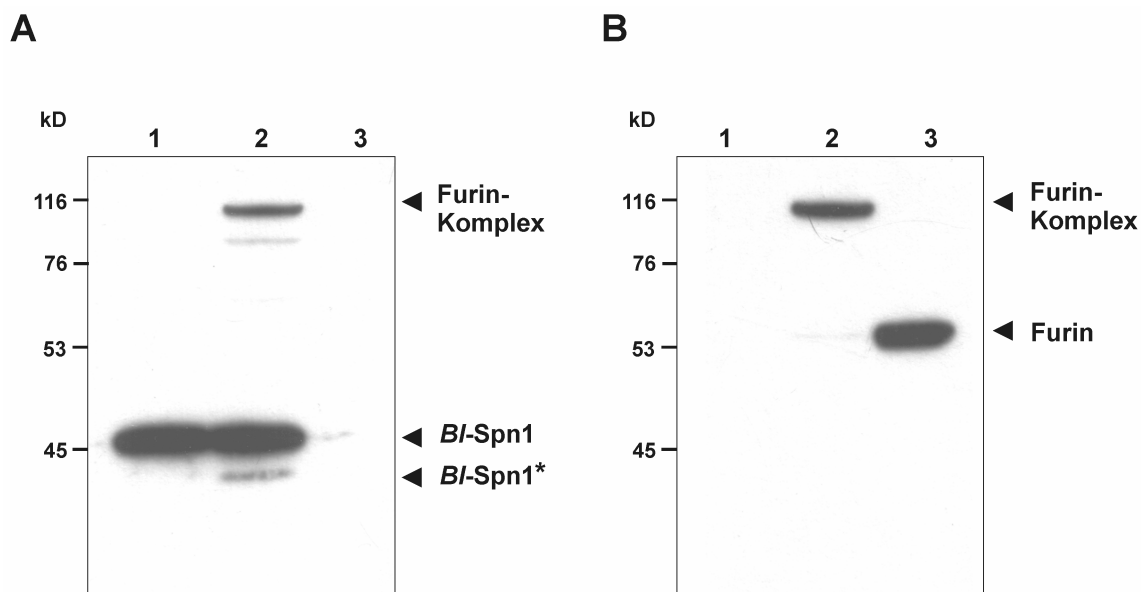 A
kD
1 2 3
116
76
53
45
Furin-
Komplex
Bl-Spn1
Bl-Spn1*
B
kD
1 2 3
116
76
53
45
Furin-
Komplex
Furin